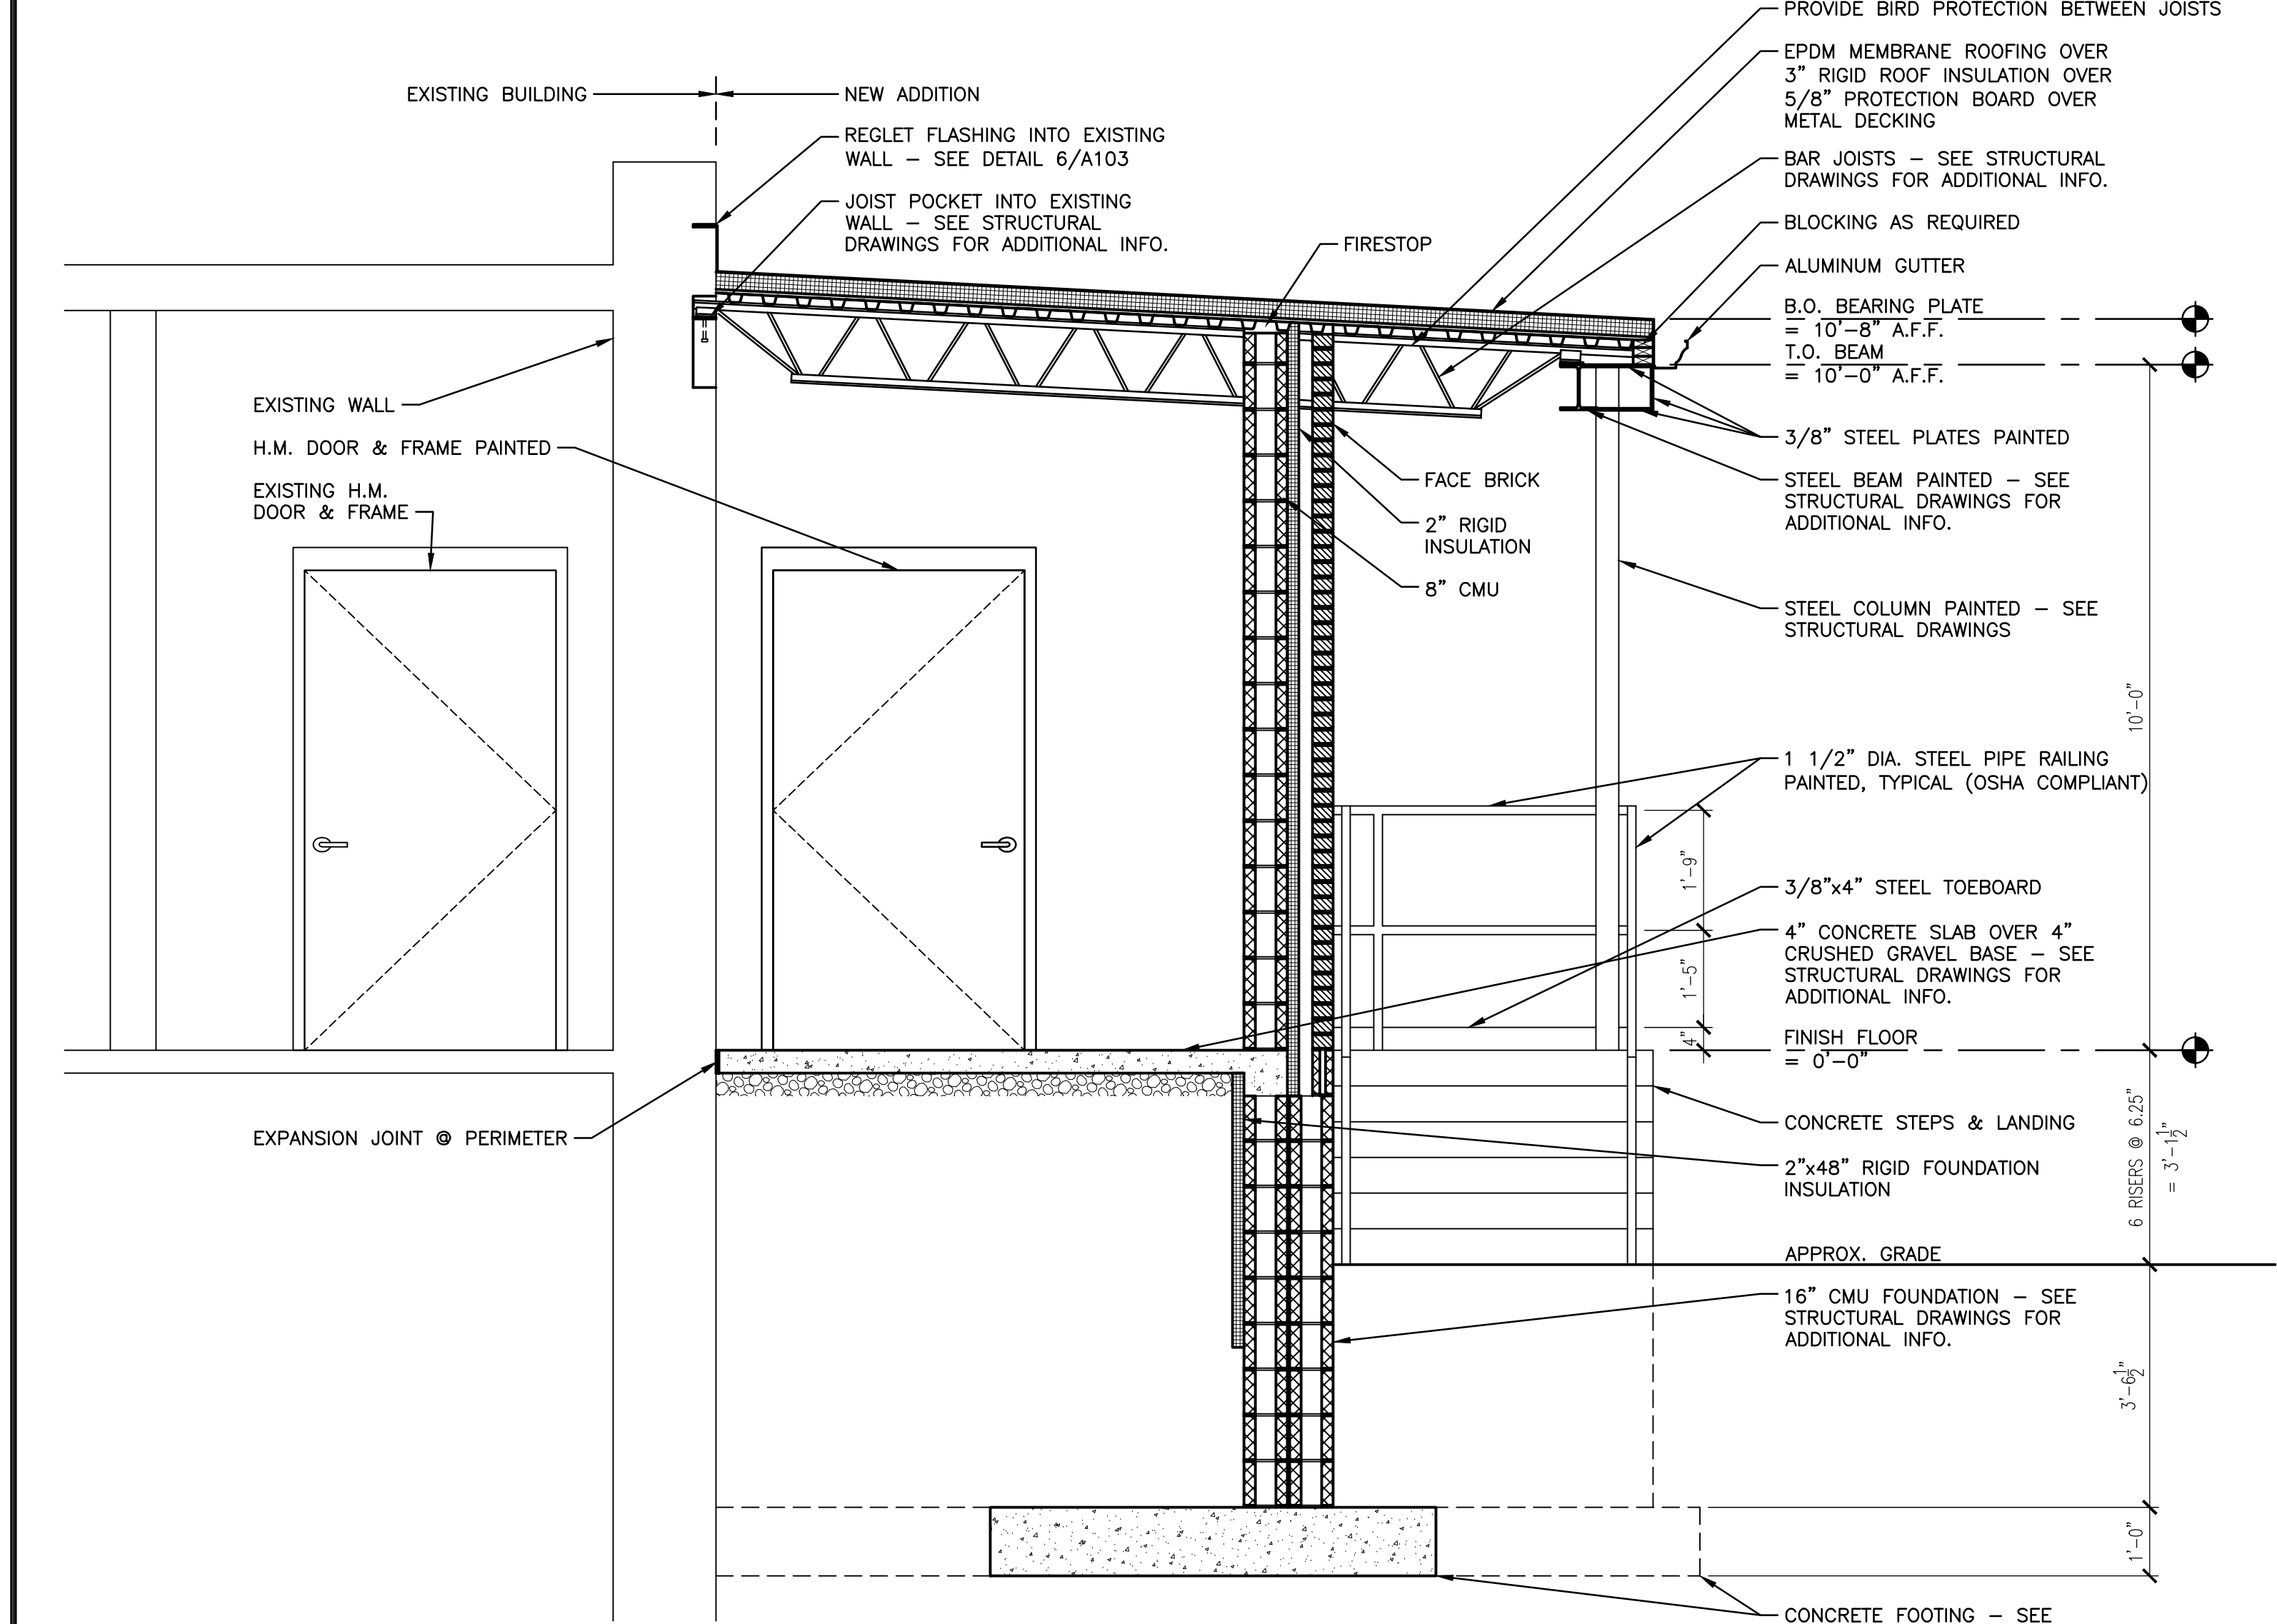 PROVIDE BIRD PROTECTION BETWEEN JOISTS
EPDM MEMBRANE ROOFING OVER
3" RIGID ROOF INSULATION OVER
5/8" PROTECTION BOARD OVER
METAL DECKING
EXISTING BUILDING
NEW ADDITION
REGLET FLASHING INTO EXISTING
WALL – SEE DETAIL 6/A103
JOIST POCKET INTO EXISTING
WALL – SEE STRUCTURAL
DRAWINGS FOR ADDITIONAL INFO.
FIRESTOP
BAR JOISTS – SEE STRUCTURAL
DRAWINGS FOR ADDITIONAL INFO.
BLOCKING AS REQUIRED
ALUMINUM GUTTER
B.O. BEARING PLATE
= 10'-8" A.F.F.
T.O. BEAM
= 10'-0" A.F.F.
EXISTING WALL
H.M. DOOR & FRAME PAINTED
EXISTING H.M.
DOOR & FRAME
3/8" STEEL PLATES PAINTED
FACE BRICK
2" RIGID
INSULATION
8" CMU
STEEL BEAM PAINTED – SEE
STRUCTURAL DRAWINGS FOR
ADDITIONAL INFO.
STEEL COLUMN PAINTED – SEE
STRUCTURAL DRAWINGS
10'-0"
1 1/2" DIA. STEEL PIPE RAILING
PAINTED, TYPICAL (OSHA COMPLIANT)
1'-9"
3/8"x4" STEEL TOEBOARD
4" CONCRETE SLAB OVER 4"
CRUSHED GRAVEL BASE – SEE
STRUCTURAL DRAWINGS FOR
ADDITIONAL INFO.
1'-5"
4"
FINISH FLOOR
= 0'-0"
EXPANSION JOINT @ PERIMETER
CONCRETE STEPS & LANDING
2"x48" RIGID FOUNDATION
INSULATION
6 RISERS @ 6.25"
= 3'-1 1/2"
APPROX. GRADE
16" CMU FOUNDATION – SEE
STRUCTURAL DRAWINGS FOR
ADDITIONAL INFO.
3'-6 1/2"
1'-0"
CONCRETE FOOTING – SEE